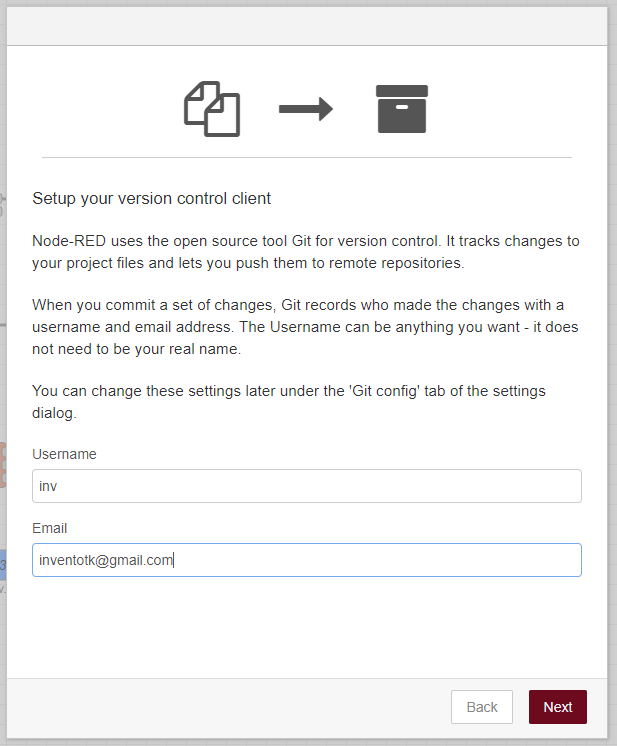 Setup your version control client
Node-RED uses the open source tool Git for version control. It tracks changes to
your project files and lets you push them to remote repositories.
When you commit a set of changes, Git records who made the changes with a
username and email address. The Username can be anything you want - it does
not need to be your real name.
You can change these settings later under the 'Git config' tab of the settings
dialog.
Username
inv
Email
inventotk@gmail.com
Back
Next